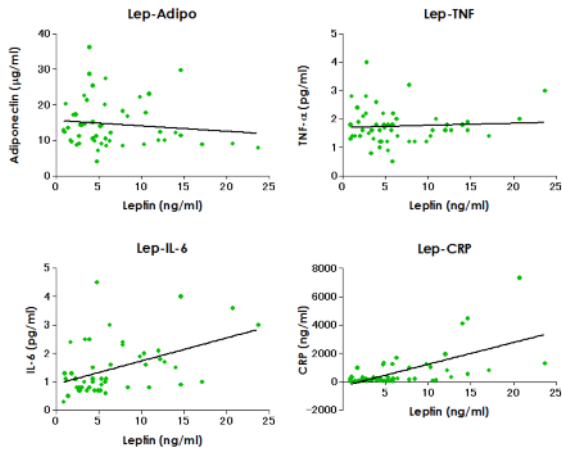 Lep-Adipo
Adiponectin (µg/ml)
40
30
20
10
0
0 5 10 15 20 25
Leptin (ng/ml)
Lep-TNF
TNF-α (pg/ml)
5
4
3
2
1
0
0 5 10 15 20 25
Leptin (ng/ml)
Lep-IL-6
IL-6 (pg/ml)
5
4
3
2
1
0
0 5 10 15 20 25
Leptin (ng/ml)
Lep-CRP
CRP (ng/ml)
8000
6000
4000
2000
0
−2000
0 5 10 15 20 25
Leptin (ng/ml)